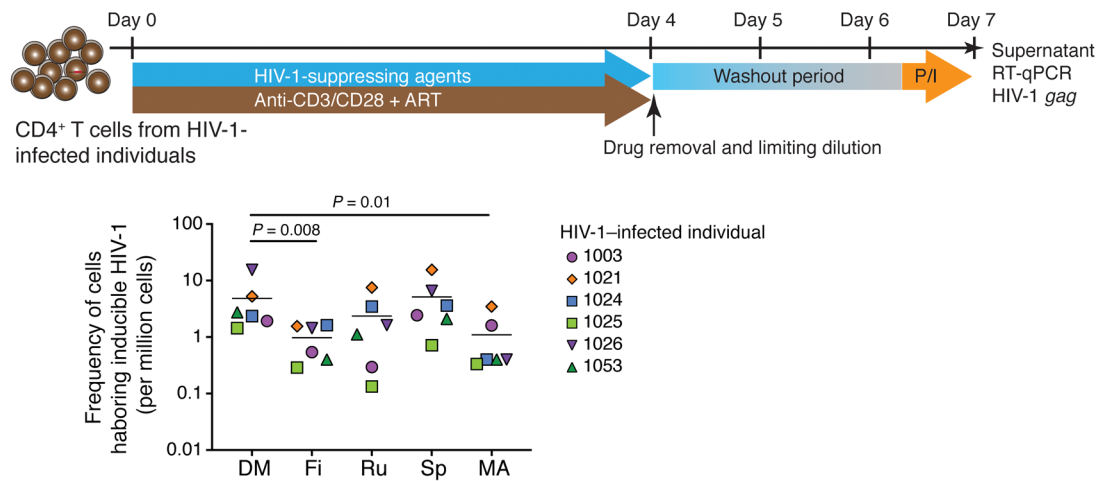 Day 0 Day 4 Day 5 Day 6 Day 7
HIV-1-suppressing agents
Anti-CD3/CD28 + ART
Washout period
P/I
Supernatant
RT-qPCR
HIV-1 gag
CD4⁺ T cells from HIV-1-
infected individuals
Drug removal and limiting dilution
P = 0.01
P = 0.008
Frequency of cells
haboring inducible HIV-1
(per million cells)
100
10
1
0.1
0.01
DM Fi Ru Sp MA
HIV-1–infected individual
1003
1021
1024
1025
1026
1053